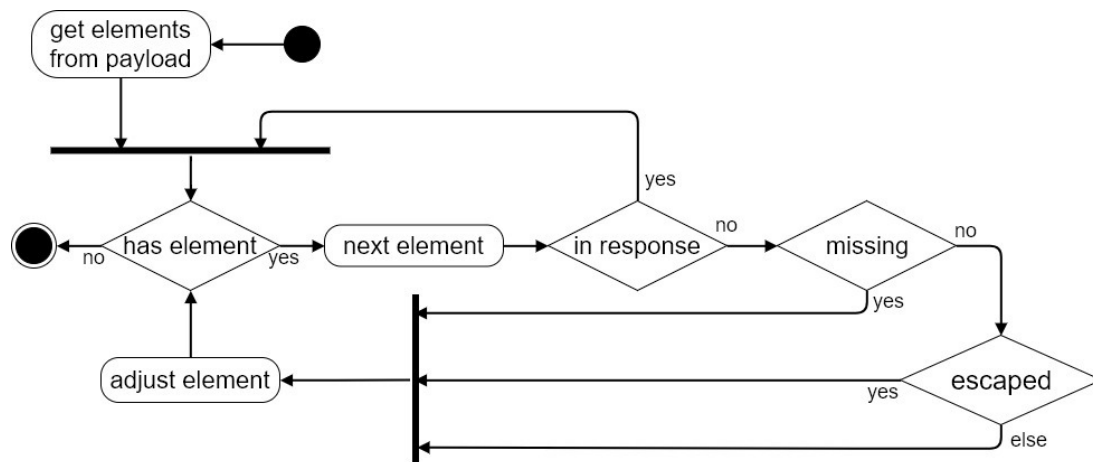 get elements
from payload
yes
no
has element
yes
next element
in response
no
missing
no
yes
adjust element
yes
escaped
else